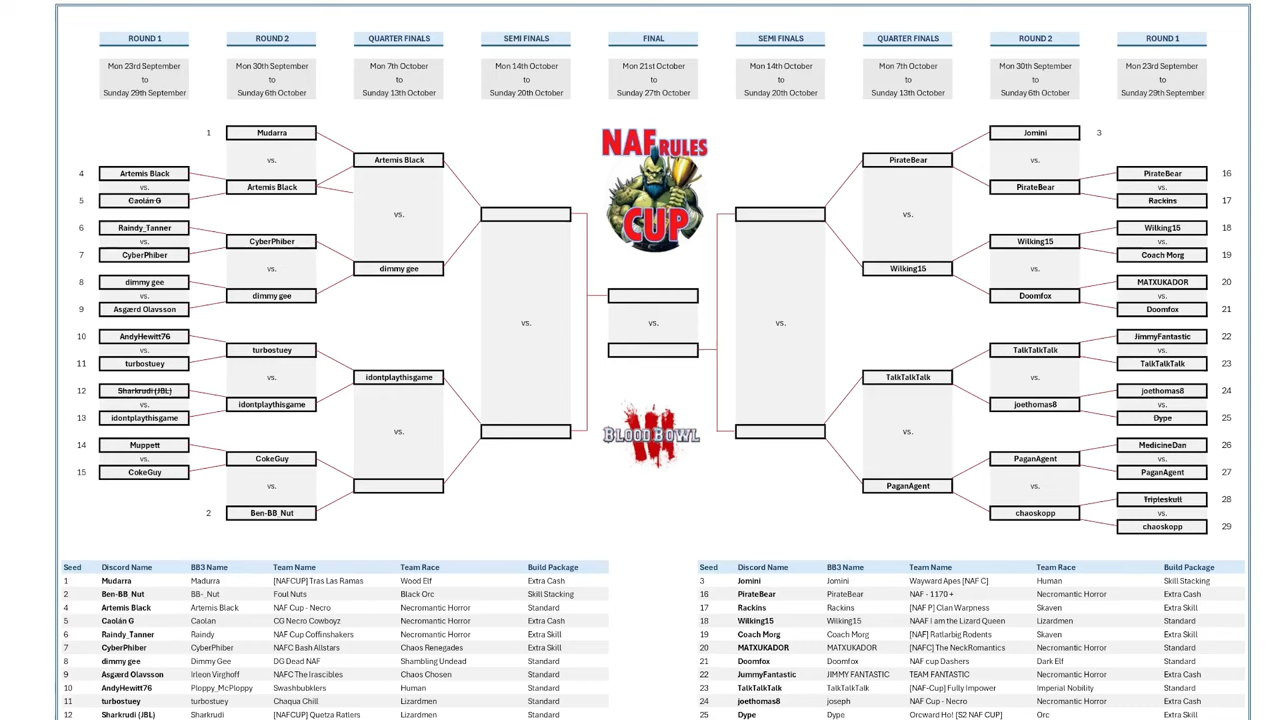 ROUND 1 ROUND 2 QUARTER FINALS SEMI FINALS FINAL SEMI FINALS QUARTER FINALS ROUND 2 ROUND 1
Mon 23rd September Mon 30th September Mon 7th October Mon 14th October Mon 21st October Mon 14th October Mon 7th October Mon 30th September Mon 23rd September
to to to to to to to to to
Sunday 29th September Sunday 6th October Sunday 13th October Sunday 20th October Sunday 27th October Sunday 20th October Sunday 13th October Sunday 6th October Sunday 29th September
1 Mudarra Jomini 3
NAF RULES
vs. Artemis Black PirateBear vs.
4 Artemis Black PirateBear 16
vs. Artemis Black PirateBear vs.
5 Caolán G Rackins 17
CUP
vs. vs.
6 Raindy_Tanner Wilking15 18
vs. CyberPhiber Wilking15 vs.
7 CyberPhiber Coach Morg 19
vs. dimmy gee Wilking15 vs.
8 dimmy gee MATXUKADOR 20
vs. dimmy gee Doomfox vs.
9 Asgærd Olavsson Doomfox 21
vs. vs. vs.
10 AndyHewitt76 JimmyFantastic 22
vs. turbostuey TalkTalkTalk vs.
11 turbostuey TalkTalkTalk 23
vs. idontplaythisgame TalkTalkTalk vs.
12 Sharkrudi (JBL) joethomas8 24
vs. idontplaythisgame joethomas8 vs.
13 idontplaythisgame Dype 25
vs. vs.
BLOOD BOWL III
14 Muppett MedicineDan 26
vs. CokeGuy PaganAgent vs.
15 CokeGuy PaganAgent 27
vs. PaganAgent vs.
Tripleskull 28
2 Ben-BB_Nut chaoskopp vs.
chaoskopp 29
Seed Discord Name BB3 Name Team Name Team Race Build Package Seed Discord Name BB3 Name Team Name Team Race Build Package
1 Mudarra Madurra [NAFCUP] Tras Las Ramas Wood Elf Extra Cash 3 Jomini Jomini Wayward Apes [NAF C] Human Skill Stacking
2 Ben-BB_Nut BB-_Nut Foul Nuts Black Orc Skill Stacking 16 PirateBear PirateBear NAF - 1170 + Necromantic Horror Extra Cash
4 Artemis Black Artemis Black NAF Cup - Necro Necromantic Horror Standard 17 Rackins Rackins [NAF P] Clan Warpness Skaven Extra Skill
5 Caolán G Caolan CG Necro Cowboyz Necromantic Horror Extra Cash 18 Wilking15 Wilking15 NAAF I am the Lizard Queen Lizardmen Standard
6 Raindy_Tanner Raindy NAF Cup Coffinshakers Necromantic Horror Extra Skill 19 Coach Morg Coach Morg [NAF] Ratlarbig Rodents Skaven Extra Skill
7 CyberPhiber CyberPhiber NAFC Bash Allstars Chaos Renegades Extra Skill 20 MATXUKADOR MATXUKADOR [NAFC] The NeckRomantics Necromantic Horror Standard
8 dimmy gee Dimmy Gee DG Dead NAF Shambling Undead Standard 21 Doomfox Doomfox NAF cup Dashers Dark Elf Extra Cash
9 Asgærd Olavsson Irleon Virghoff NAFC The Irascibles Chaos Chosen Standard 22 JummyFantastic JIMMY FANTASTIC TEAM FANTASTIC Necromantic Horror Extra Cash
10 AndyHewitt76 Ploppy_McPloppy Swashbubklers Human Standard 23 TalkTalkTalk TalkTalkTalk [NAF-Cup] Fully Impower Imperial Nobility Standard
11 turbostuey turbostuey Chaqua Chill Lizardmen Standard 24 joethomas8 joseph NAF Cup - Necro Necromantic Horror Extra Cash
12 Sharkrudi (JBL) Sharkrudi [NAFCUP] Quetza Ratlers Lizardmen Standard 25 Dype Dype Orcward Ho! [S2 NAF CUP] Orc Extra Skill